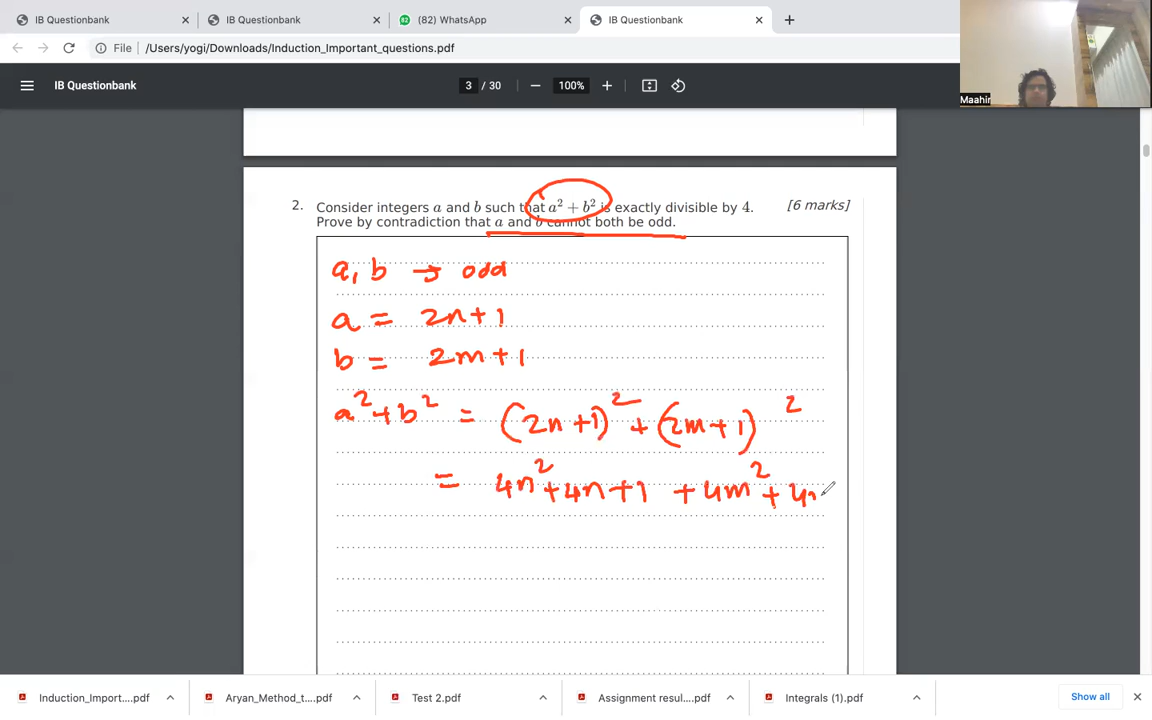 IB Questionbank
IB Questionbank
(82) WhatsApp
IB Questionbank
File /Users/yogi/Downloads/Induction_Important_questions.pdf
IB Questionbank
3 / 30
100%
Maahir
2. Consider integers a and b such that a² + b² is exactly divisible by 4. [6 marks]
Prove by contradiction that a and b cannot both be odd.
a, b → odd
a = 2n+1
b = 2m+1
a²+b² = (2n+1)² + (2m+1)²
= 4n²+4n+1 +4m²+4
Induction_Import....pdf
Aryan_Method_t....pdf
Test 2.pdf
Assignment resul....pdf
Integrals (1).pdf
Show all